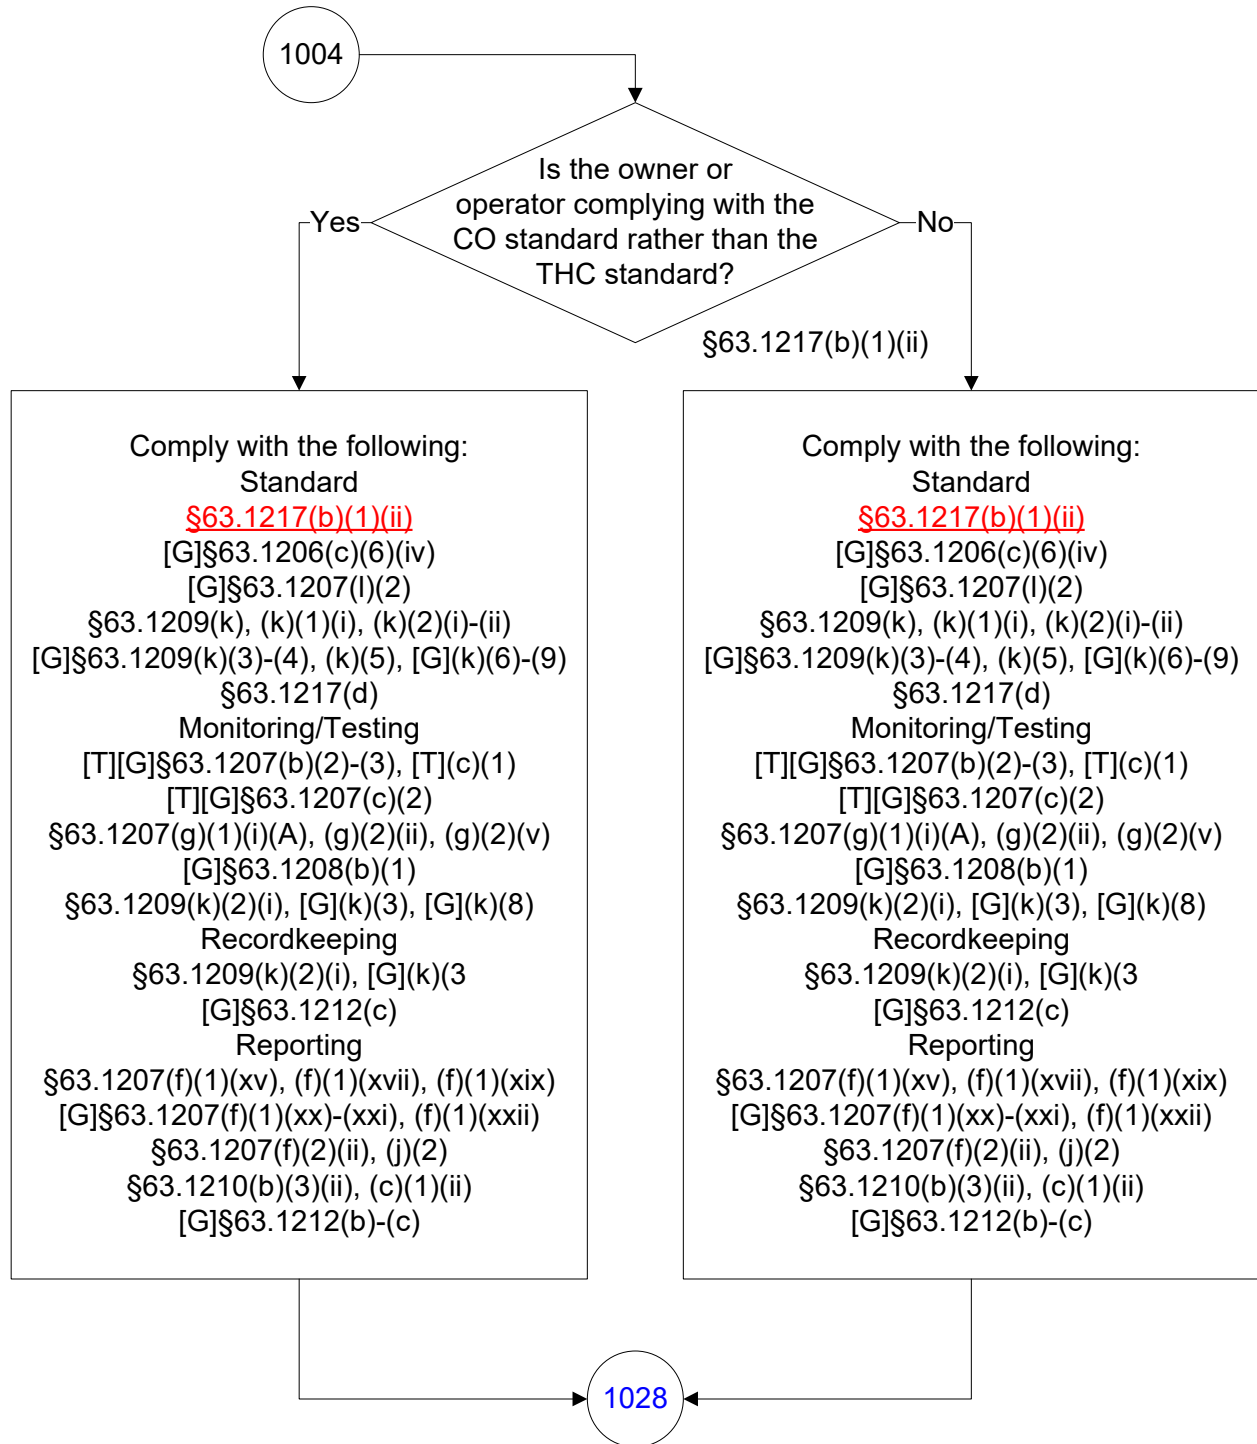 1004
Is the owner or
operator complying with the
CO standard rather than the
THC standard?
Yes
No
§63.1217(b)(1)(ii)
Comply with the following:
Standard
§63.1217(b)(1)(ii)
[G]§63.1206(c)(6)(iv)
[G]§63.1207(l)(2)
§63.1209(k), (k)(1)(i), (k)(2)(i)-(ii)
[G]§63.1209(k)(3)-(4), (k)(5), [G](k)(6)-(9)
§63.1217(d)
Monitoring/Testing
[T][G]§63.1207(b)(2)-(3), [T](c)(1)
[T][G]§63.1207(c)(2)
§63.1207(g)(1)(i)(A), (g)(2)(ii), (g)(2)(v)
[G]§63.1208(b)(1)
§63.1209(k)(2)(i), [G](k)(3), [G](k)(8)
Recordkeeping
§63.1209(k)(2)(i), [G](k)(3
[G]§63.1212(c)
Reporting
§63.1207(f)(1)(xv), (f)(1)(xvii), (f)(1)(xix)
[G]§63.1207(f)(1)(xx)-(xxi), (f)(1)(xxii)
§63.1207(f)(2)(ii), (j)(2)
§63.1210(b)(3)(ii), (c)(1)(ii)
[G]§63.1212(b)-(c)
Comply with the following:
Standard
§63.1217(b)(1)(ii)
[G]§63.1206(c)(6)(iv)
[G]§63.1207(l)(2)
§63.1209(k), (k)(1)(i), (k)(2)(i)-(ii)
[G]§63.1209(k)(3)-(4), (k)(5), [G](k)(6)-(9)
§63.1217(d)
Monitoring/Testing
[T][G]§63.1207(b)(2)-(3), [T](c)(1)
[T][G]§63.1207(c)(2)
§63.1207(g)(1)(i)(A), (g)(2)(ii), (g)(2)(v)
[G]§63.1208(b)(1)
§63.1209(k)(2)(i), [G](k)(3), [G](k)(8)
Recordkeeping
§63.1209(k)(2)(i), [G](k)(3
[G]§63.1212(c)
Reporting
§63.1207(f)(1)(xv), (f)(1)(xvii), (f)(1)(xix)
[G]§63.1207(f)(1)(xx)-(xxi), (f)(1)(xxii)
§63.1207(f)(2)(ii), (j)(2)
§63.1210(b)(3)(ii), (c)(1)(ii)
[G]§63.1212(b)-(c)
1028